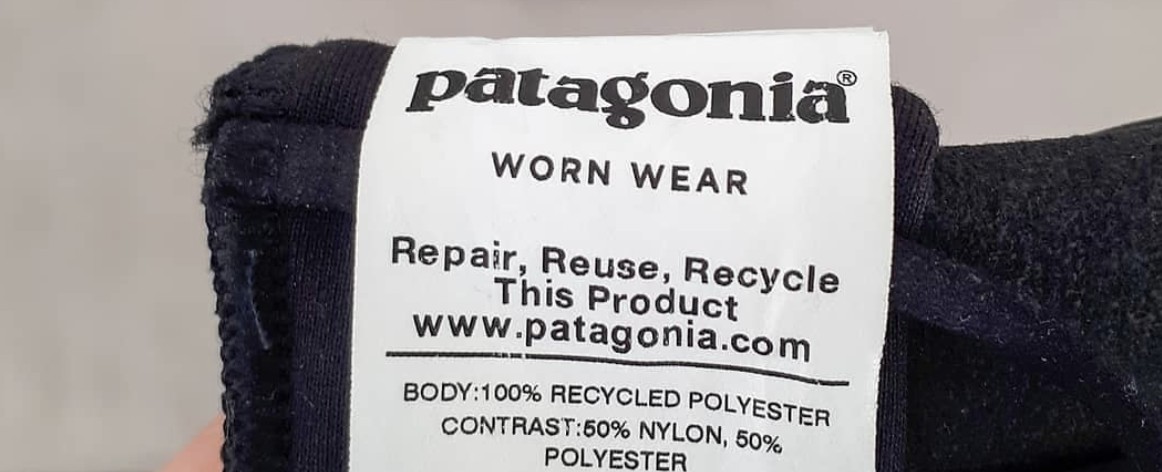 patagonia®
WORN WEAR
Repair, Reuse, Recycle
This Product
www.patagonia.com
BODY:100% RECYCLED POLYESTER
CONTRAST:50% NYLON, 50%
POLYESTER